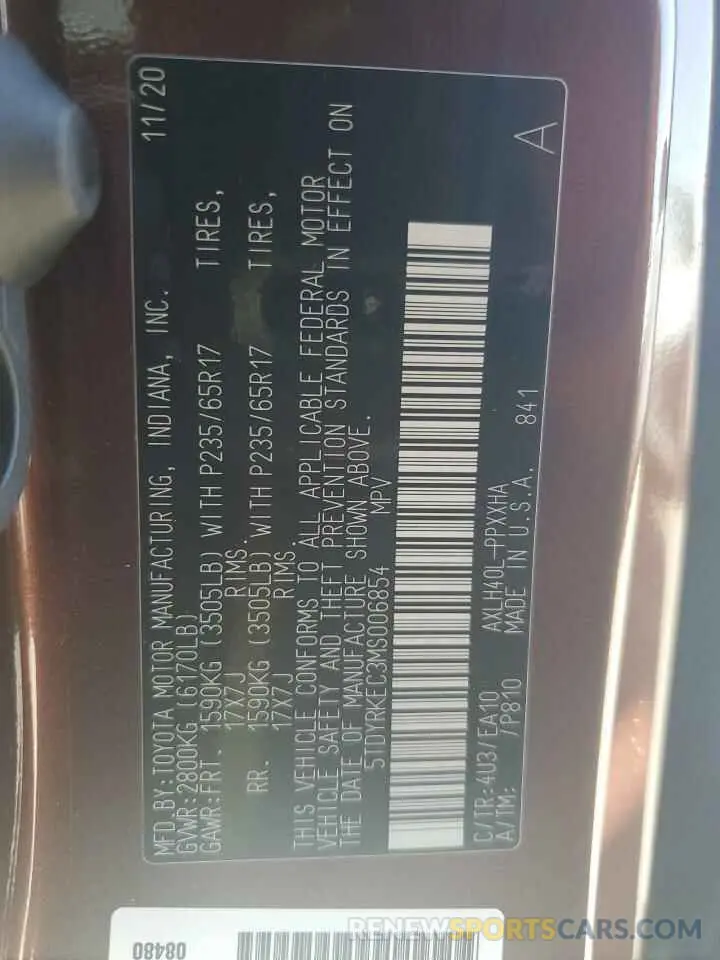 MFD.BY:TOYOTA MOTOR MANUFACTURING, INDIANA, INC. 11/20
GVWR:2800KG (6170LB)
GAWR:FRT. 1590KG (3505LB) WITH P235/65R17 TIRES,
17X7J RIMS.
RR. 1590KG (3505LB) WITH P235/65R17 TIRES,
17X7J RIMS.
THIS VEHICLE CONFORMS TO ALL APPLICABLE FEDERAL MOTOR
VEHICLE SAFETY AND THEFT PREVENTION STANDARDS IN EFFECT ON
THE DATE OF MANUFACTURE SHOWN ABOVE.
5TDYRKEC3MS006854 MPV
A
C/TR:4U3/EA10 AXLH40L-PPXXHA
A/TM: /P810 MADE IN U.S.A. 841
08480
RENEWSPORTSCARS.COM